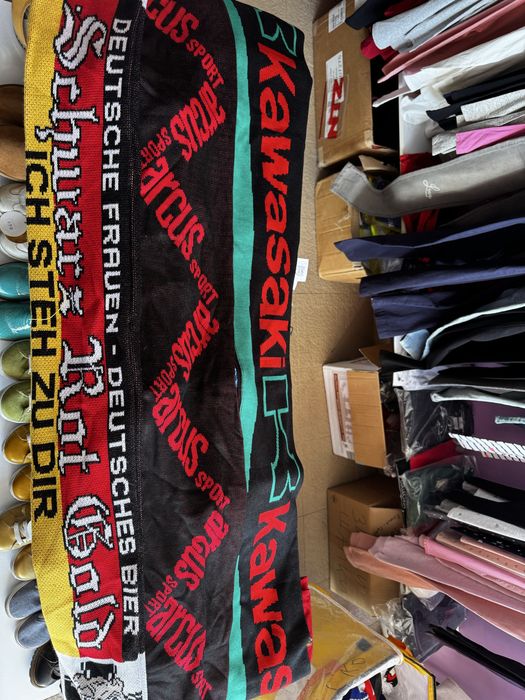 DEUTSCHE FRAUEN - DEUTSCHES BIER
Schwarz Rot Gold
ICH STEH ZU DIR
arcus SPORT
arcus SPORT
arcus SPORT
arcus SPORT
arcus SPORT
arcus SPORT
arcus
Kawasaki
Kawas